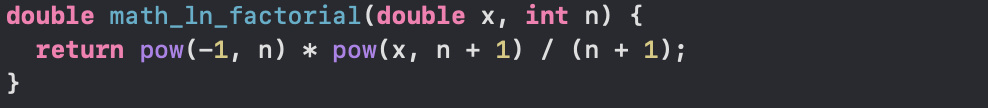 double math_ln_factorial(double x, int n) {
  return pow(-1, n) * pow(x, n + 1) / (n + 1);
}